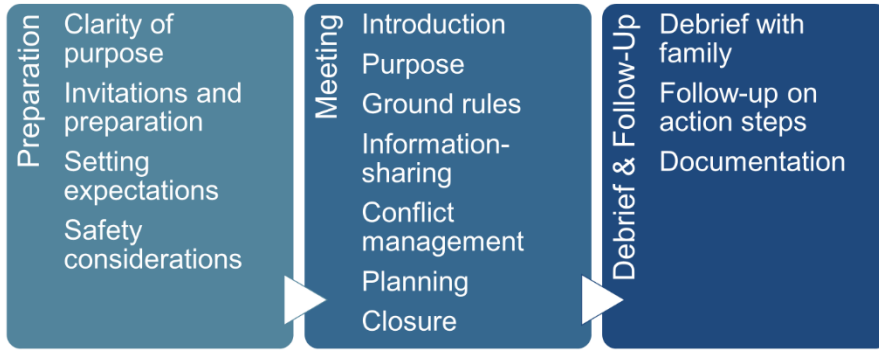 Preparation
Clarity of
purpose
Invitations and
preparation
Setting
expectations
Safety
considerations
Meeting
Introduction
Purpose
Ground rules
Information-
sharing
Conflict
management
Planning
Closure
Debrief & Follow-Up
Debrief with
family
Follow-up on
action steps
Documentation